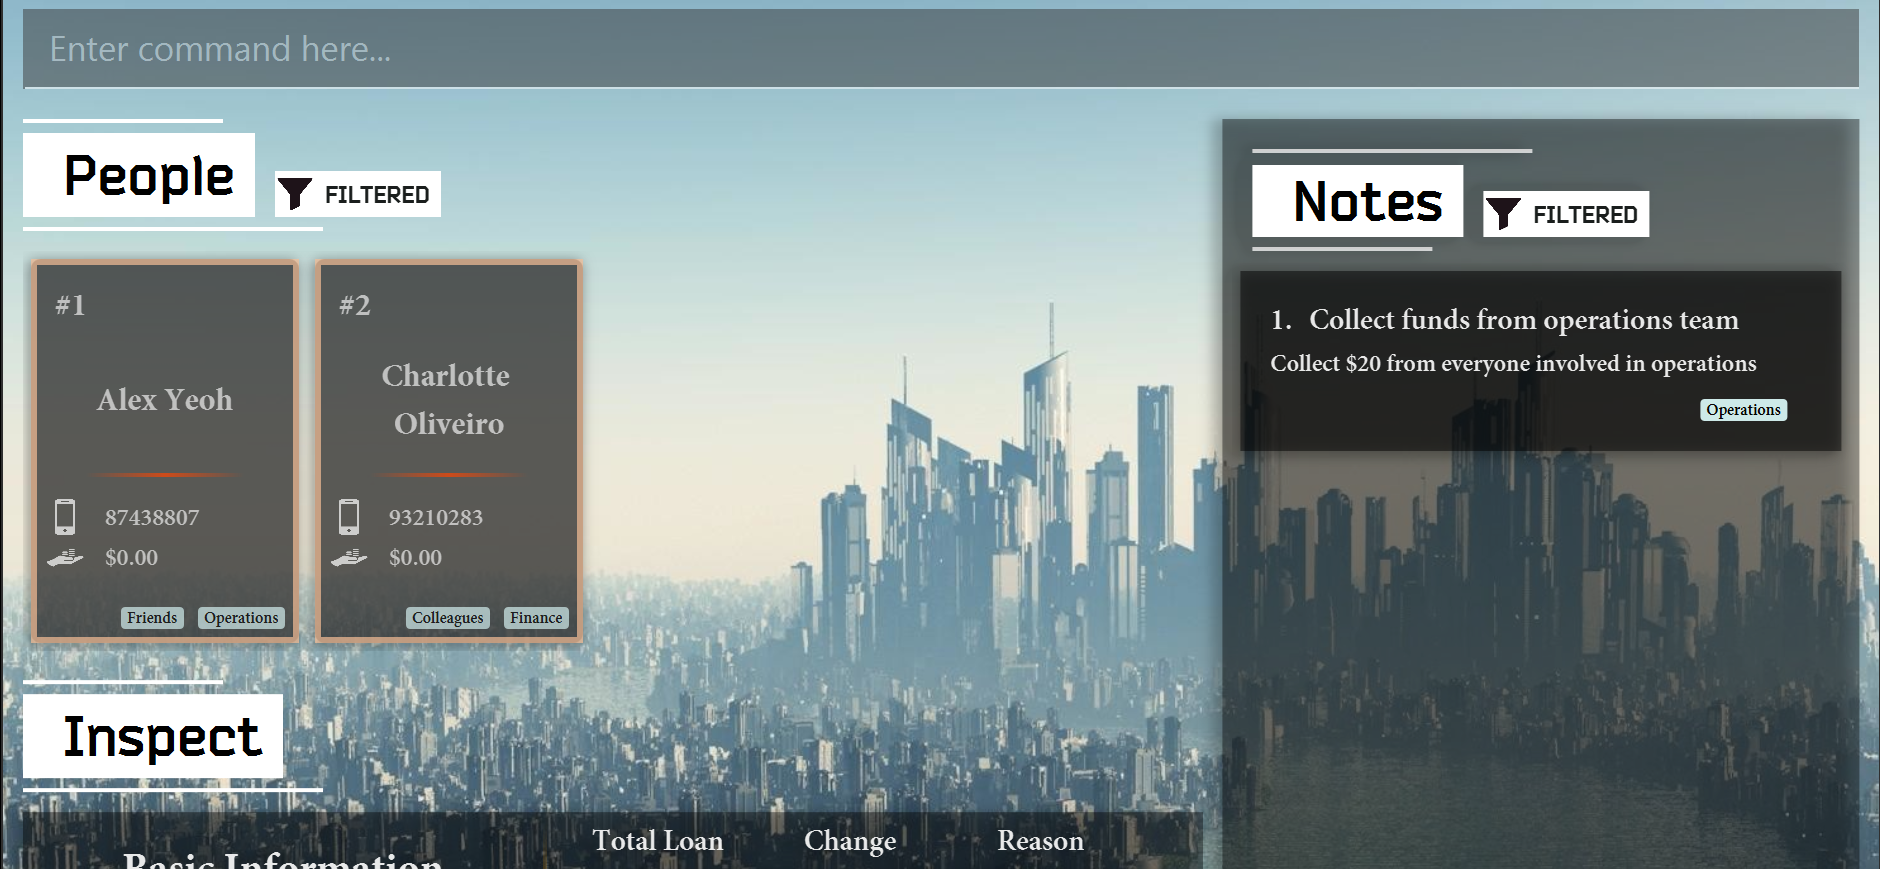 Enter command here...
People
FILTERED
#1
Alex Yeoh
87438807
$0.00
Friends Operations
#2
Charlotte
Oliveiro
93210283
$0.00
Colleagues Finance
Notes
FILTERED
1. Collect funds from operations team
Collect $20 from everyone involved in operations
Operations
Inspect
Basic Information
Total Loan Change Reason